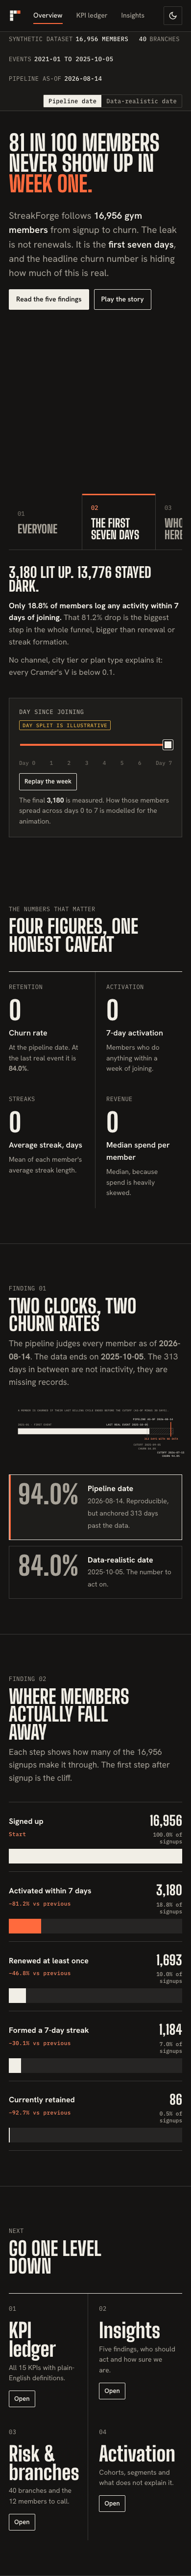 Overview KPI ledger Insights
SYNTHETIC DATASET 16,956 MEMBERS 40 BRANCHES
EVENTS 2021-01 TO 2025-10-05
PIPELINE AS-OF 2026-08-14
Pipeline date Data-realistic date
81 IN 100 MEMBERS
NEVER SHOW UP IN
WEEK ONE.
StreakForge follows 16,956 gym
members from signup to churn. The leak
is not renewals. It is the first seven days,
and the headline churn number is hiding
how much of this is real.
Read the five findings Play the story
01
EVERYONE
02
THE FIRST
SEVEN DAYS
03
3,180 LIT UP. 13,776 STAYED
DARK.
Only 18.8% of members log any activity within 7
days of joining. That 81.2% drop is the biggest
step in the whole funnel, bigger than renewal or
streak formation.
No channel, city tier or plan type explains it:
every Cramér's V is below 0.1.
DAY SINCE JOINING
DAY SPLIT IS ILLUSTRATIVE
Day 0 1 2 3 4 5 6 Day 7
Replay the week
The final 3,180 is measured. How those members
spread across days 0 to 7 is modelled for the
animation.
THE NUMBERS THAT MATTER
FOUR FIGURES, ONE
HONEST CAVEAT
RETENTION
0
Churn rate
At the pipeline date. At
the last real event it is
84.0%.
ACTIVATION
0
7-day activation
Members who do
anything within a
week of joining.
STREAKS
0
Average streak, days
Mean of each member's
average streak length.
REVENUE
0
Median spend per
member
Median, because
spend is heavily
skewed.
FINDING 01
TWO CLOCKS, TWO
CHURN RATES
The pipeline judges every member as of 2026-
08-14. The data ends on 2025-10-05. The 313
days in between are not inactivity, they are
missing records.
94.0%
Pipeline date
2026-08-14. Reproducible,
but anchored 313 days
past the data.
84.0%
Data-realistic date
2025-10-05. The number to
act on.
FINDING 02
WHERE MEMBERS
ACTUALLY FALL
AWAY
Each step shows how many of the 16,956
signups make it through. The first step after
signup is the cliff.
Signed up 16,956
Start 100.0% of
signups
Activated within 7 days 3,180
−81.2% vs previous 18.8% of
signups
Renewed at least once 1,693
−46.8% vs previous 10.0% of
signups
Formed a 7-day streak 1,184
−30.1% vs previous 7.0% of
signups
Currently retained 86
−92.7% vs previous 0.5% of
signups
NEXT
GO ONE LEVEL
DOWN
01
KPI
ledger
All 15 KPIs with plain-
English definitions.
Open
02
Insights
Five findings, who should
act and how sure we
are.
Open
03
Risk &
branches
40 branches and the
12 members to call.
Open
04
Activation
Cohorts, segments and
what does not explain it.
Open